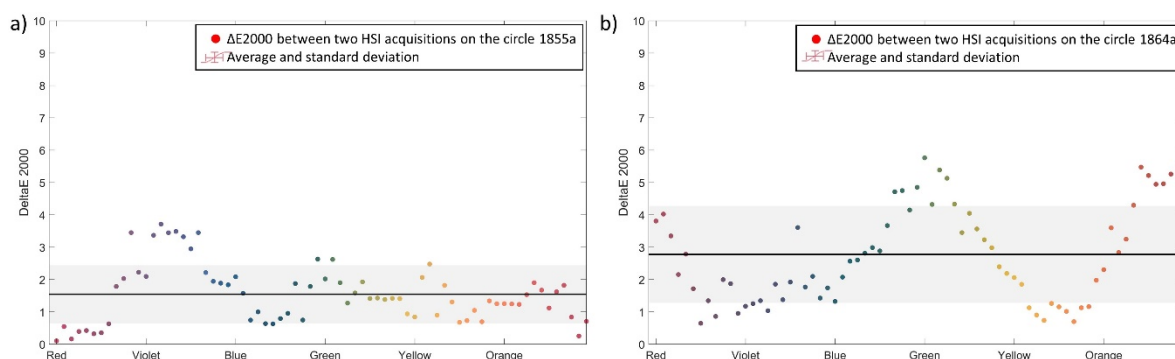 a)
ΔE2000 between two HSI acquisitions on the circle 1855a
Average and standard deviation
DeltaE 2000
10
9
8
7
6
5
4
3
2
1
0
Red Violet Blue Green Yellow Orange
b)
ΔE2000 between two HSI acquisitions on the circle 1864a
Average and standard deviation
DeltaE 2000
10
9
8
7
6
5
4
3
2
1
0
Red Violet Blue Green Yellow Orange